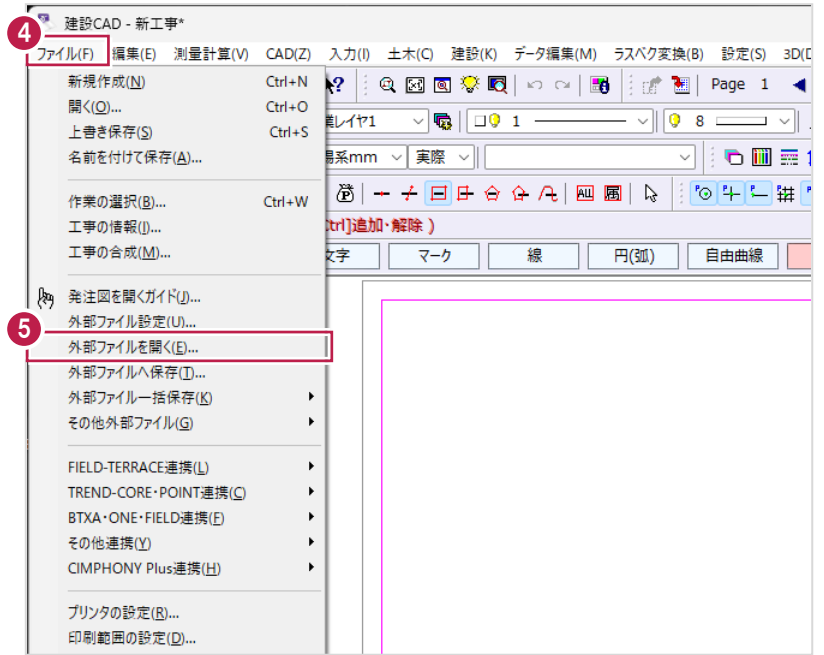 4
建設CAD - 新工事*
ファイル(F) 編集(E) 測量計算(V) CAD(Z) 入力(I) 土木(C) 建設(K) データ編集(M) ラスベク変換(B) 設定(S)
新規作成(N) Ctrl+N
Page 1
開く(O)... Ctrl+O
1 8
上書き保存(S) Ctrl+S
名前を付けて保存(A)...
実際
作業の選択(B)... Ctrl+W
ALL 属
工事の情報(I)...
trl]追加・解除 )
工事の合成(M)...
文字 マーク 線 円(弧) 自由曲線
発注図を開くガイド(J)...
外部ファイル設定(U)...
5
外部ファイルを開く(E)...
外部ファイルへ保存(T)...
外部ファイル一括保存(K)
その他外部ファイル(G)
FIELD-TERRACE連携(L)
TREND-CORE・POINT連携(C)
BTXA・ONE・FIELD連携(F)
その他連携(Y)
CIMPHONY Plus連携(H)
プリンタの設定(R)...
印刷範囲の設定(D)...